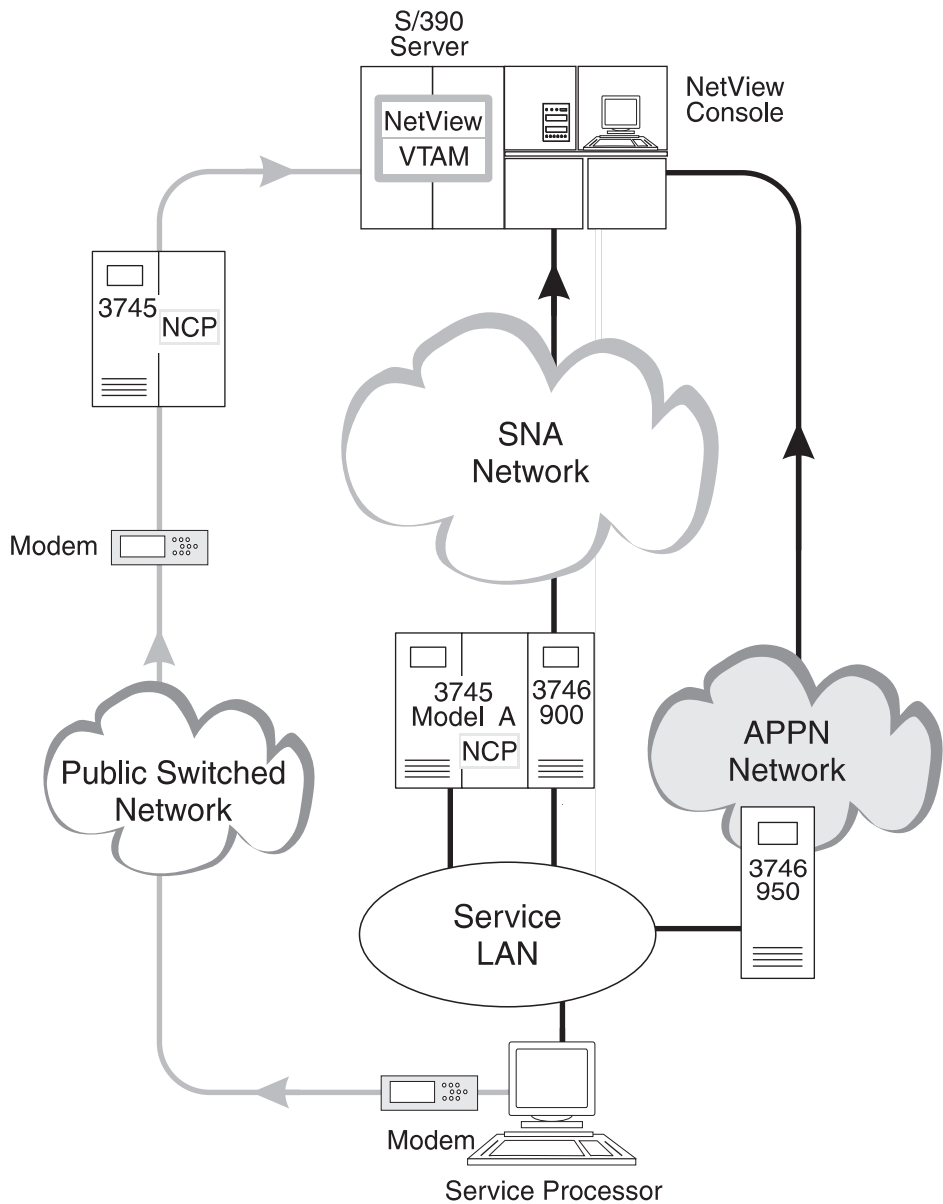 S/390
Server
NetView
Console
NetView
VTAM
3745
NCP
SNA
Network
Modem
3745
Model A
3746
900
NCP
APPN
Network
Public Switched
Network
3746
950
Service
LAN
Modem
Service Processor